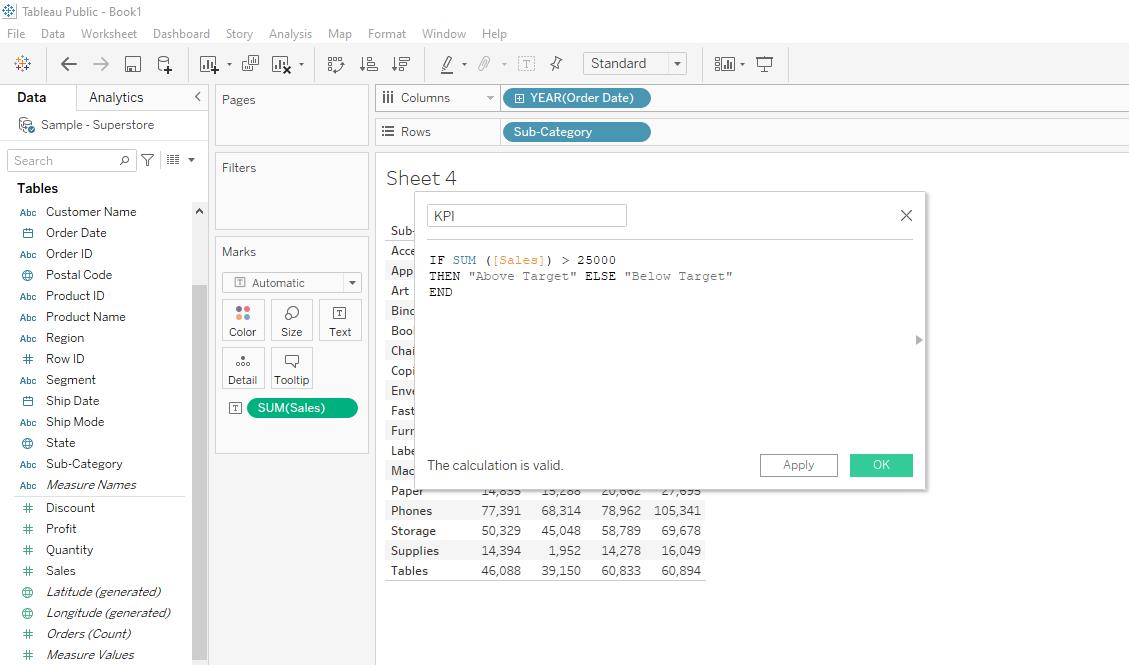 Tableau Public - Book1
File Data Worksheet Dashboard Story Analysis Map Format Window Help
Standard
Data Analytics
Sample - Superstore
Search
Tables
Abc Customer Name
Order Date
Abc Order ID
Postal Code
Abc Product ID
Abc Product Name
Abc Region
# Row ID
Abc Segment
Ship Date
Abc Ship Mode
State
Abc Sub-Category
Abc Measure Names
# Discount
# Profit
# Quantity
# Sales
Latitude (generated)
Longitude (generated)
# Orders (Count)
# Measure Values
Pages
Filters
Marks
T Automatic
Color Size Text
Detail Tooltip
T SUM(Sales)
Columns YEAR(Order Date)
Rows Sub-Category
Sheet 4
KPI
IF SUM ([Sales]) > 25000
THEN "Above Target" ELSE "Below Target"
END
The calculation is valid.
Apply OK
Sub-
Acce
App
Art
Bind
Boo
Chai
Copi
Enve
Fast
Furr
Labe
Mac
Paper 14,835 15,288 20,662 27,695
Phones 77,391 68,314 78,962 105,341
Storage 50,329 45,048 58,789 69,678
Supplies 14,394 1,952 14,278 16,049
Tables 46,088 39,150 60,833 60,894